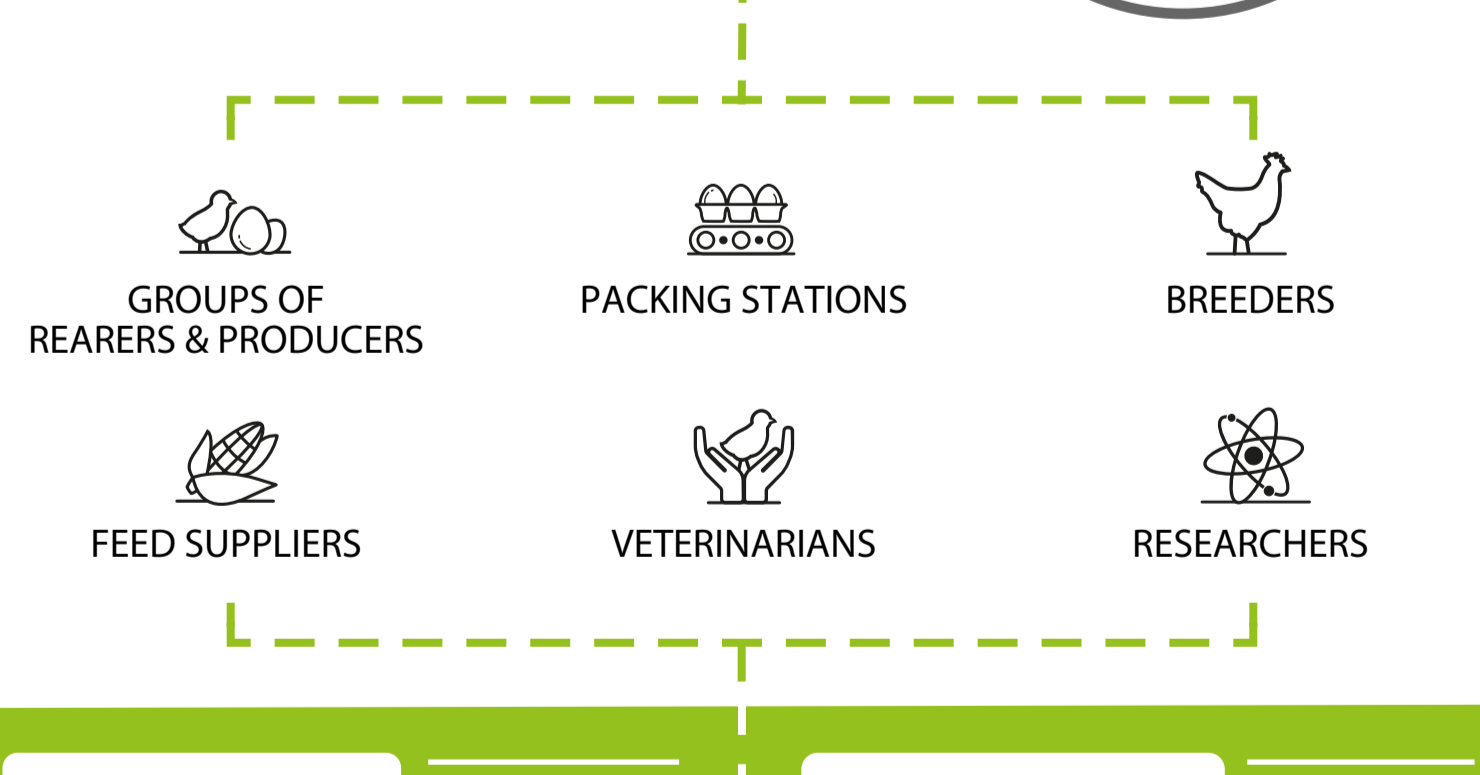 GROUPS OF
REARERS & PRODUCERS
PACKING STATIONS
BREEDERS
FEED SUPPLIERS
VETERINARIANS
RESEARCHERS